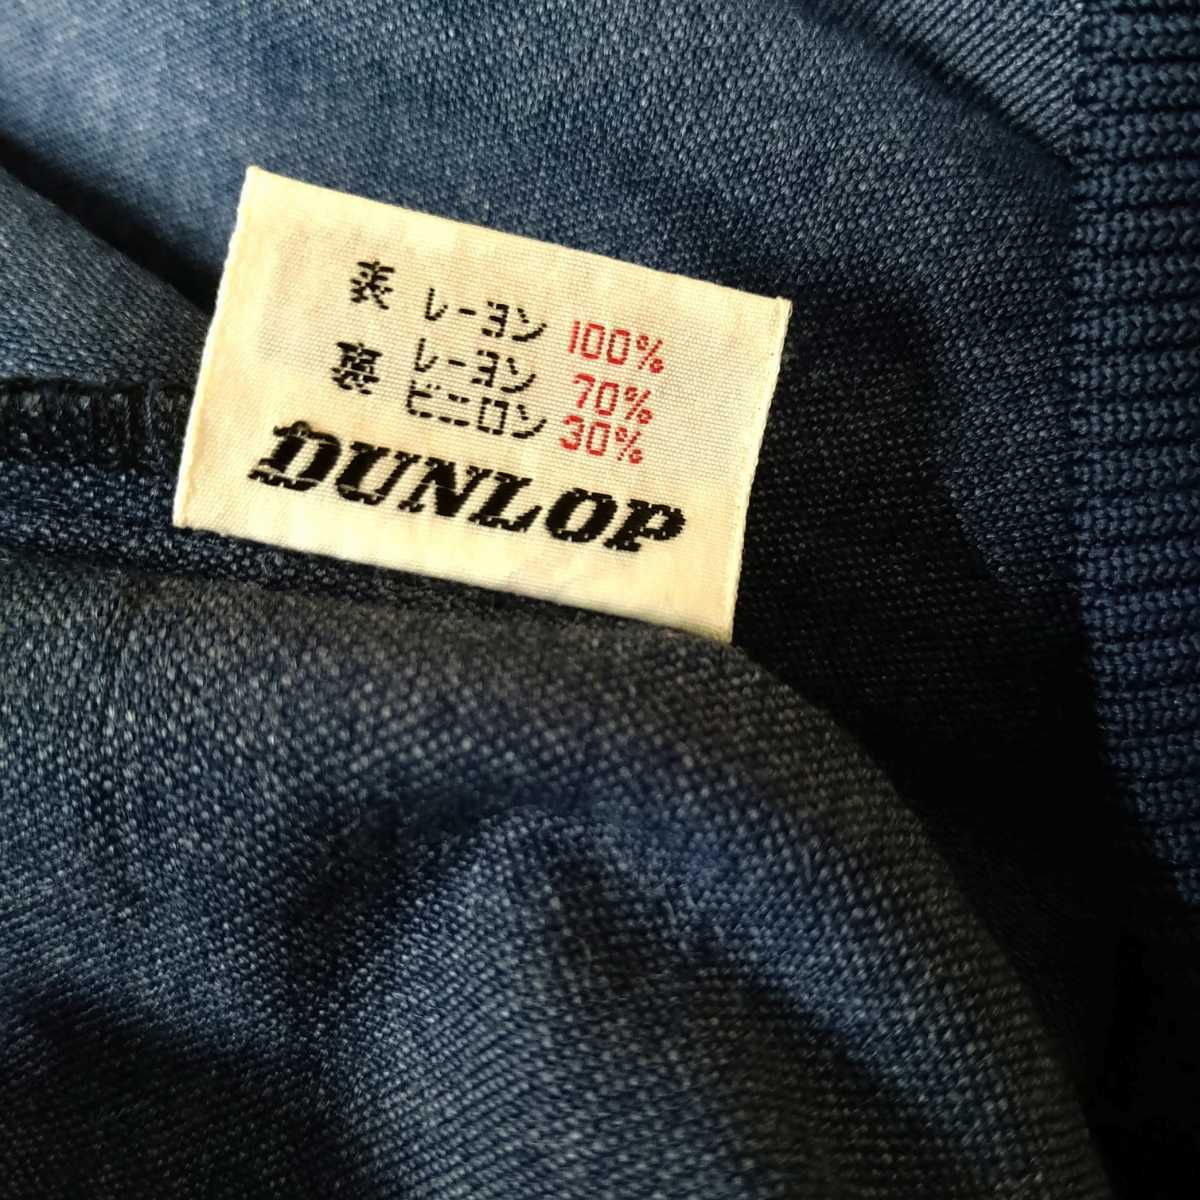 表 レーヨン 100%
裏 レーヨン 70%
ビニロン 30%
DUNLOP